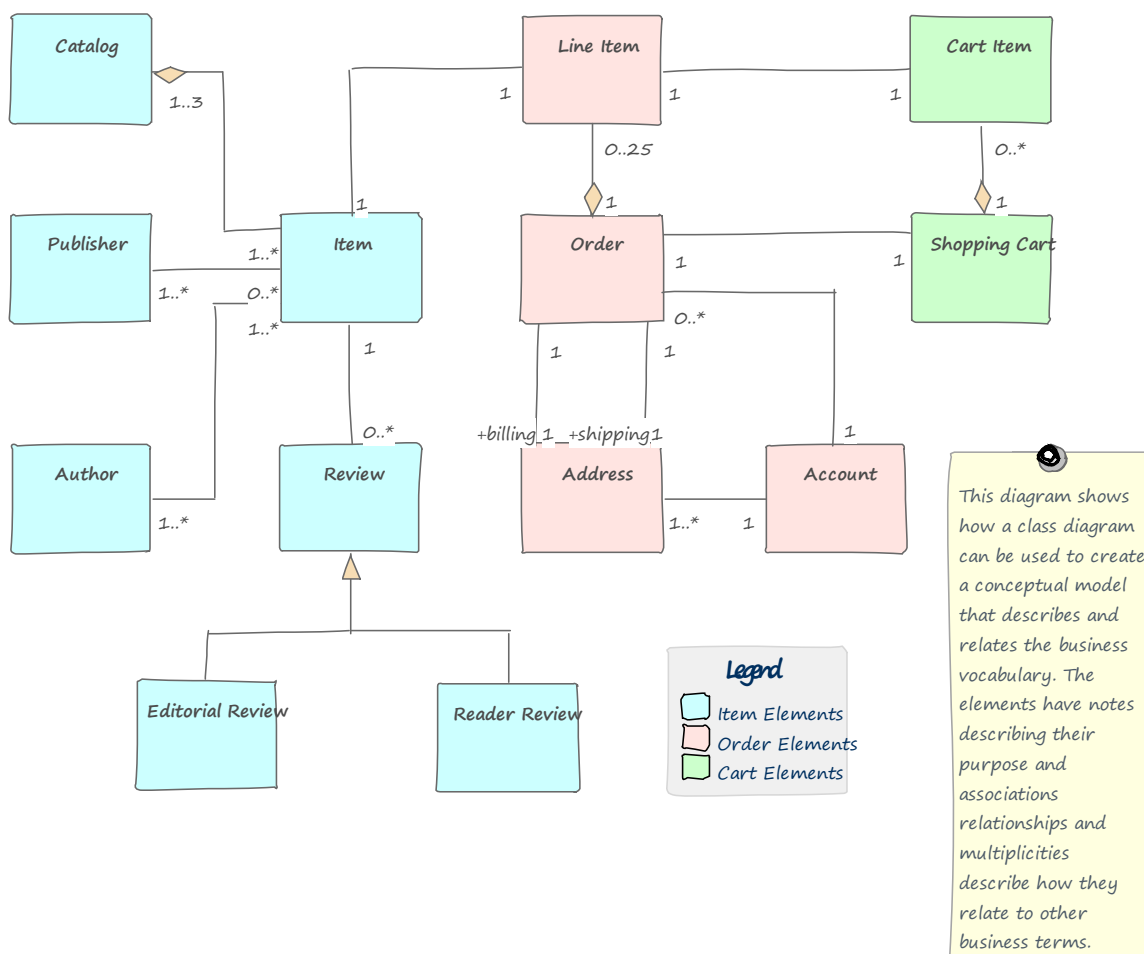 Catalog
Line Item
Cart Item
1..3
1
1
1
0..25
0..*
1
1
1
Publisher
Item
Order
Shopping Cart
1..*
1
1
1..*
0..*
0..*
1..*
1
1
1
0..*
+billing 1
+shipping 1
1
Author
Review
Address
Account
1..*
1..*
1
Editorial Review
Reader Review
Legend
Item Elements
Order Elements
Cart Elements
This diagram shows
how a class diagram
can be used to create
a conceptual model
that describes and
relates the business
vocabulary. The
elements have notes
describing their
purpose and
associations
relationships and
multiplicities
describe how they
relate to other
business terms.